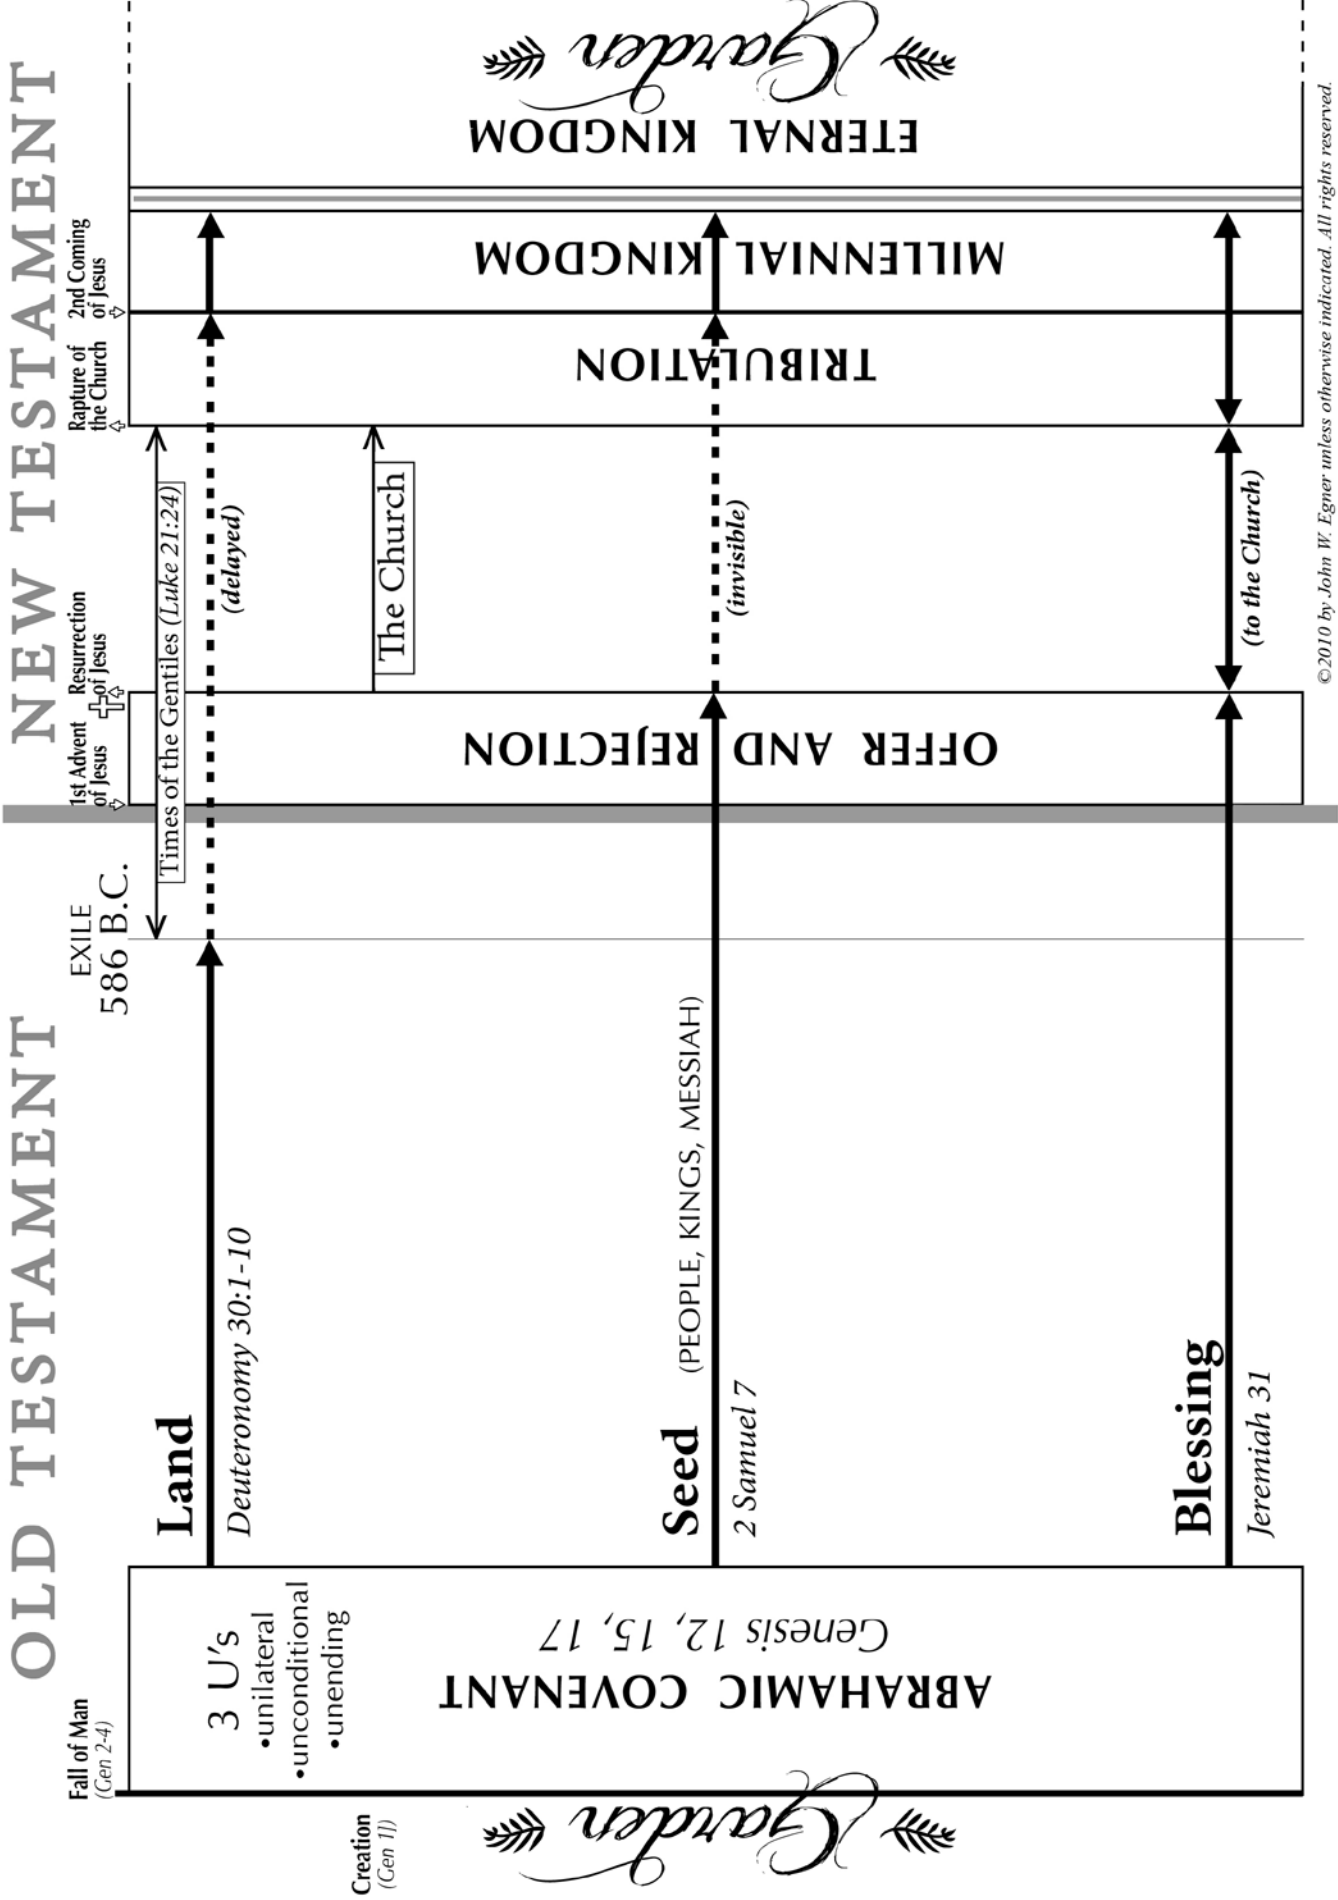 OLD TESTAMENT
NEW TESTAMENT
Creation
(Gen 1])
Fall of Man
(Gen 2-4)
EXILE
586 B.C.
1st Advent
of Jesus
Resurrection
of Jesus
Rapture of
the Church
2nd Coming
of Jesus
Garden
ABRAHAMIC COVENANT
Genesis 12, 15, 17
3 U's
•unilateral
•unconditional
•unending
Land
Deuteronomy 30:1-10
Times of the Gentiles (Luke 21:24)
(delayed)
The Church
Seed
(PEOPLE, KINGS, MESSIAH)
2 Samuel 7
(invisible)
Blessing
Jeremiah 31
(to the Church)
OFFER AND REJECTION
TRIBULATION
MILLENNIAL KINGDOM
ETERNAL KINGDOM
Garden
©2010 by John W. Egner unless otherwise indicated. All rights reserved.